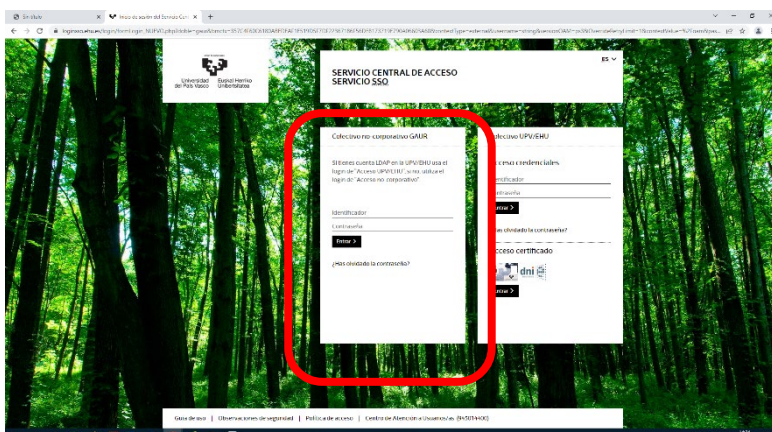 Sin título
Inicio de sesión del Servicio Cen
Universidad Euskal Herriko
del País Vasco Unibertsitatea
SERVICIO CENTRAL DE ACCESO
SERVICIO SSO
ES
Colectivo no-corporativo GAUR
Si tienes cuenta LDAP en la UPV/EHU usa el
login de "Acceso UPV/EHU", si no, utiliza el
login de "Acceso no-corporativo"
Identificador
Contraseña
Entrar >
¿Has olvidado la contraseña?
olectivo UPV/EHU
cceso credenciales
entificador
ontraseña
ntrar >
Has olvidado la contraseña?
cceso certificado
dni
ntrar >
Guía de uso | Observaciones de seguridad | Política de acceso | Centro de Atención a Usuarios/as (945014400)